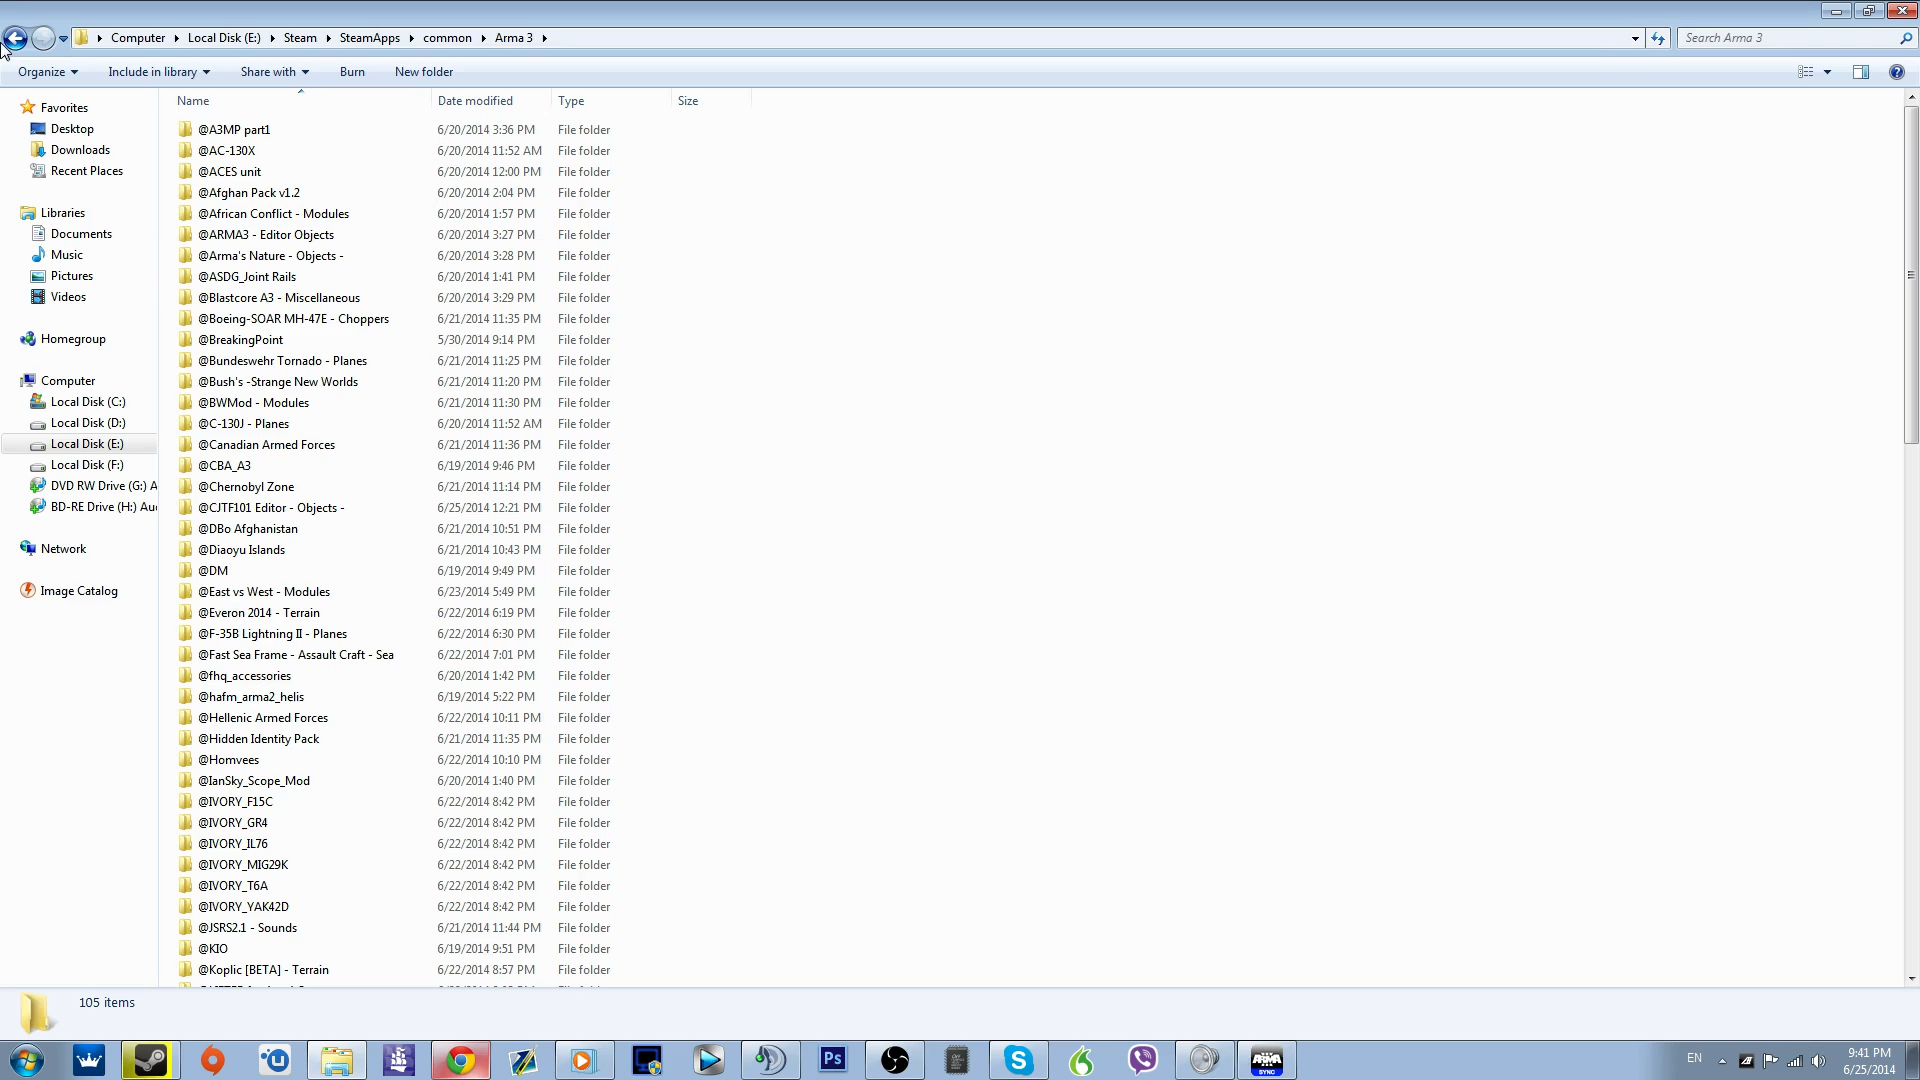 Computer Local Disk (E:) Steam SteamApps common Arma 3
Search Arma 3
Organize Include in library Share with Burn New folder
Name Date modified Type Size
Favorites
Desktop
Downloads
Recent Places
Libraries
Documents
Music
Pictures
Videos
Homegroup
Computer
Local Disk (C:)
Local Disk (D:)
Local Disk (E:)
Local Disk (F:)
DVD RW Drive (G:) A
BD-RE Drive (H:) Au
Network
Image Catalog
@A3MP part1 6/20/2014 3:36 PM File folder
@AC-130X 6/20/2014 11:52 AM File folder
@ACES unit 6/20/2014 12:00 PM File folder
@Afghan Pack v1.2 6/20/2014 2:04 PM File folder
@African Conflict - Modules 6/20/2014 1:57 PM File folder
@ARMA3 - Editor Objects 6/20/2014 3:27 PM File folder
@Arma's Nature - Objects - 6/20/2014 3:28 PM File folder
@ASDG_Joint Rails 6/20/2014 1:41 PM File folder
@Blastcore A3 - Miscellaneous 6/20/2014 3:29 PM File folder
@Boeing-SOAR MH-47E - Choppers 6/21/2014 11:35 PM File folder
@BreakingPoint 5/30/2014 9:14 PM File folder
@Bundeswehr Tornado - Planes 6/21/2014 11:25 PM File folder
@Bush's -Strange New Worlds 6/21/2014 11:20 PM File folder
@BWMod - Modules 6/21/2014 11:30 PM File folder
@C-130J - Planes 6/20/2014 11:52 AM File folder
@Canadian Armed Forces 6/21/2014 11:36 PM File folder
@CBA_A3 6/19/2014 9:46 PM File folder
@Chernobyl Zone 6/21/2014 11:14 PM File folder
@CJTF101 Editor - Objects - 6/25/2014 12:21 PM File folder
@DBo Afghanistan 6/21/2014 10:51 PM File folder
@Diaoyu Islands 6/21/2014 10:43 PM File folder
@DM 6/19/2014 9:49 PM File folder
@East vs West - Modules 6/23/2014 5:49 PM File folder
@Everon 2014 - Terrain 6/22/2014 6:19 PM File folder
@F-35B Lightning II - Planes 6/22/2014 6:30 PM File folder
@Fast Sea Frame - Assault Craft - Sea 6/22/2014 7:01 PM File folder
@fhq_accessories 6/20/2014 1:42 PM File folder
@hafm_arma2_helis 6/19/2014 5:22 PM File folder
@Hellenic Armed Forces 6/22/2014 10:11 PM File folder
@Hidden Identity Pack 6/21/2014 11:35 PM File folder
@Homvees 6/22/2014 10:10 PM File folder
@IanSky_Scope_Mod 6/20/2014 1:40 PM File folder
@IVORY_F15C 6/22/2014 8:42 PM File folder
@IVORY_GR4 6/22/2014 8:42 PM File folder
@IVORY_IL76 6/22/2014 8:42 PM File folder
@IVORY_MIG29K 6/22/2014 8:42 PM File folder
@IVORY_T6A 6/22/2014 8:42 PM File folder
@IVORY_YAK42D 6/22/2014 8:42 PM File folder
@JSRS2.1 - Sounds 6/21/2014 11:44 PM File folder
@KIO 6/19/2014 9:51 PM File folder
@Koplic [BETA] - Terrain 6/22/2014 8:57 PM File folder
105 items
Ps
ARMA
SYNC
EN
9:41 PM
6/25/2014